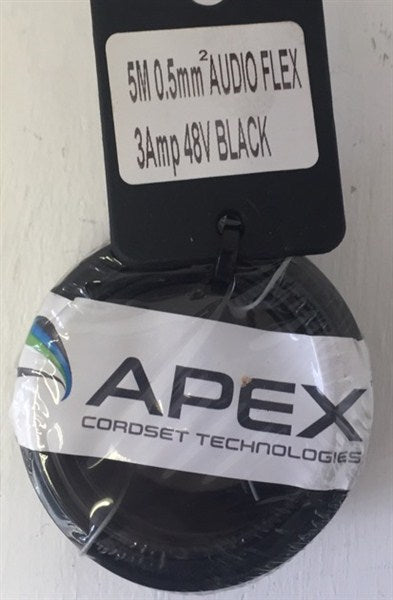 5M 0.5mm² AUDIO FLEX
3Amp 48V BLACK
APEX
CORDSET TECHNOLOGIES